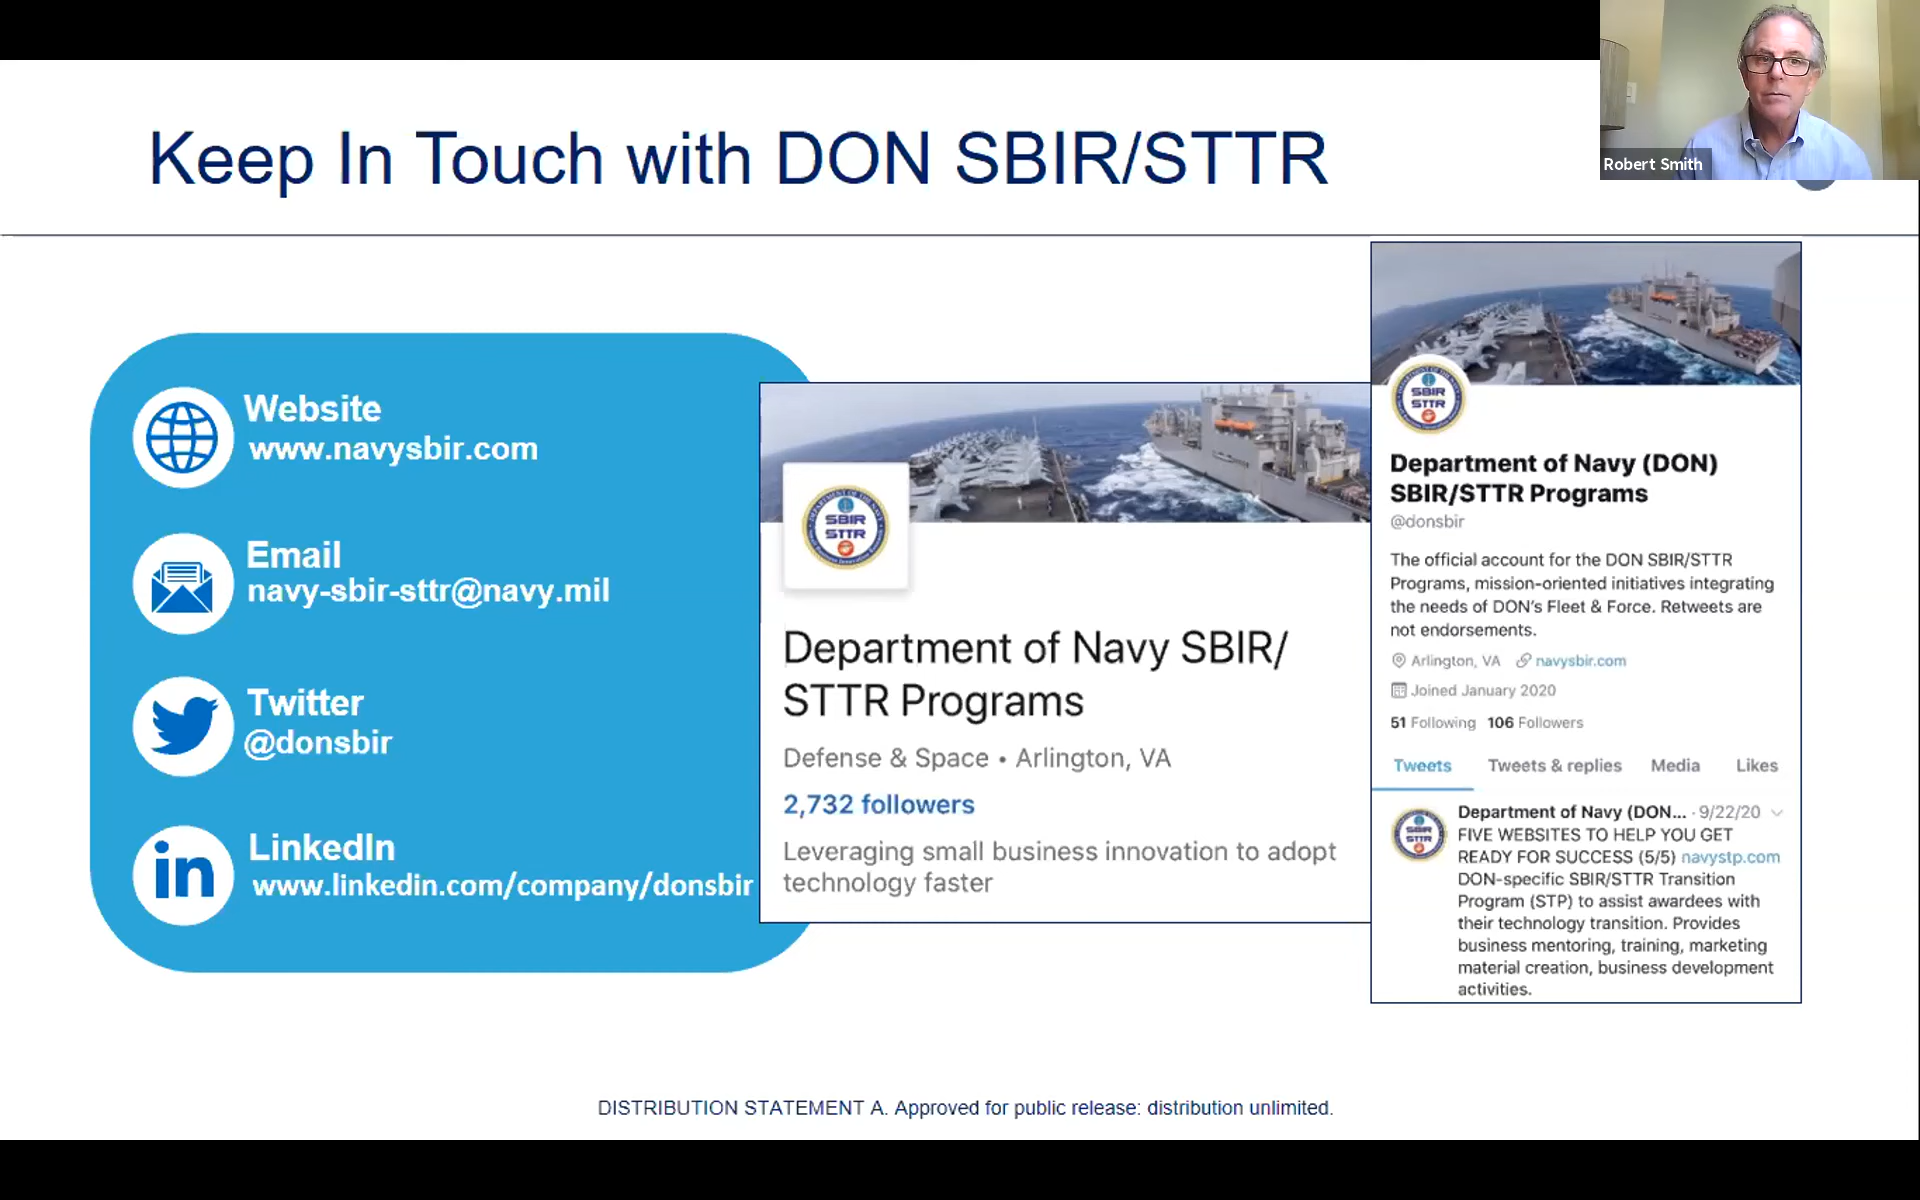 Keep In Touch with DON SBIR/STTR
Robert Smith
Website
www.navysbir.com
Email
navy-sbir-sttr@navy.mil
Twitter
@donsbir
LinkedIn
www.linkedin.com/company/donsbir
SBIR
STTR
Department of Navy SBIR/
STTR Programs
Defense & Space • Arlington, VA
2,732 followers
Leveraging small business innovation to adopt
technology faster
SBIR
STTR
Department of Navy (DON)
SBIR/STTR Programs
@donsbir
The official account for the DON SBIR/STTR
Programs, mission-oriented initiatives integrating
the needs of DON's Fleet & Force. Retweets are
not endorsements.
Arlington, VA navysbir.com
Joined January 2020
51 Following 106 Followers
Tweets Tweets & replies Media Likes
SBIR
STTR
Department of Navy (DON... · 9/22/20
FIVE WEBSITES TO HELP YOU GET
READY FOR SUCCESS (5/5) navystp.com
DON-specific SBIR/STTR Transition
Program (STP) to assist awardees with
their technology transition. Provides
business mentoring, training, marketing
material creation, business development
activities.
DISTRIBUTION STATEMENT A. Approved for public release: distribution unlimited.